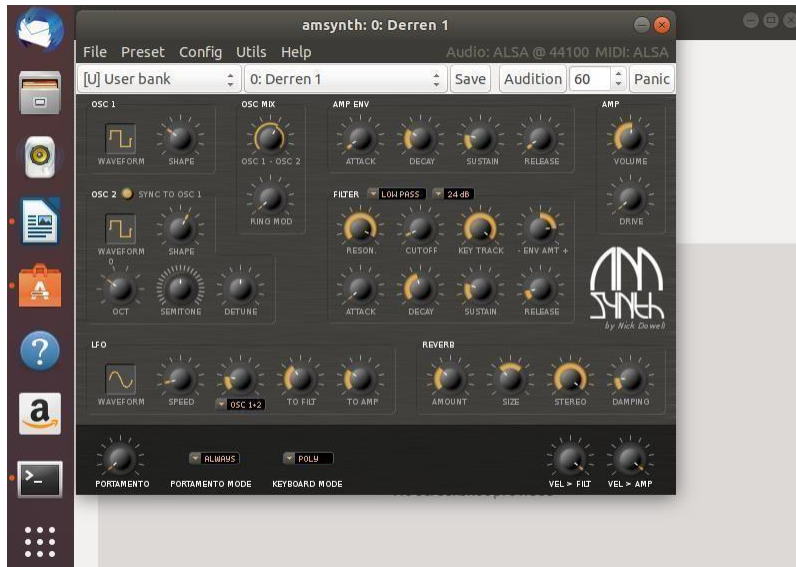 amsynth: 0: Derren 1
File Preset Config Utils Help Audio: ALSA @ 44100 MIDI: ALSA
[U] User bank 0: Derren 1 Save Audition 60 Panic
OSC 1 OSC MIX AMP ENV AMP
WAVEFORM SHAPE OSC 1 - OSC 2 ATTACK DECAY SUSTAIN RELEASE VOLUME
OSC 2 SYNC TO OSC 1 FILTER LOW PASS 24 dB
WAVEFORM SHAPE RING MOD RESON. CUTOFF KEY TRACK - ENV AMT + DRIVE
0
OCT SEMITONE DETUNE ATTACK DECAY SUSTAIN RELEASE
AM SYNTH
by Nick Dowell
LFO REVERB
WAVEFORM SPEED OSC 1+2 TO FILT TO AMP AMOUNT SIZE STEREO DAMPING
ALWAYS POLY
PORTAMENTO PORTAMENTO MODE KEYBOARD MODE VEL > FILT VEL > AMP